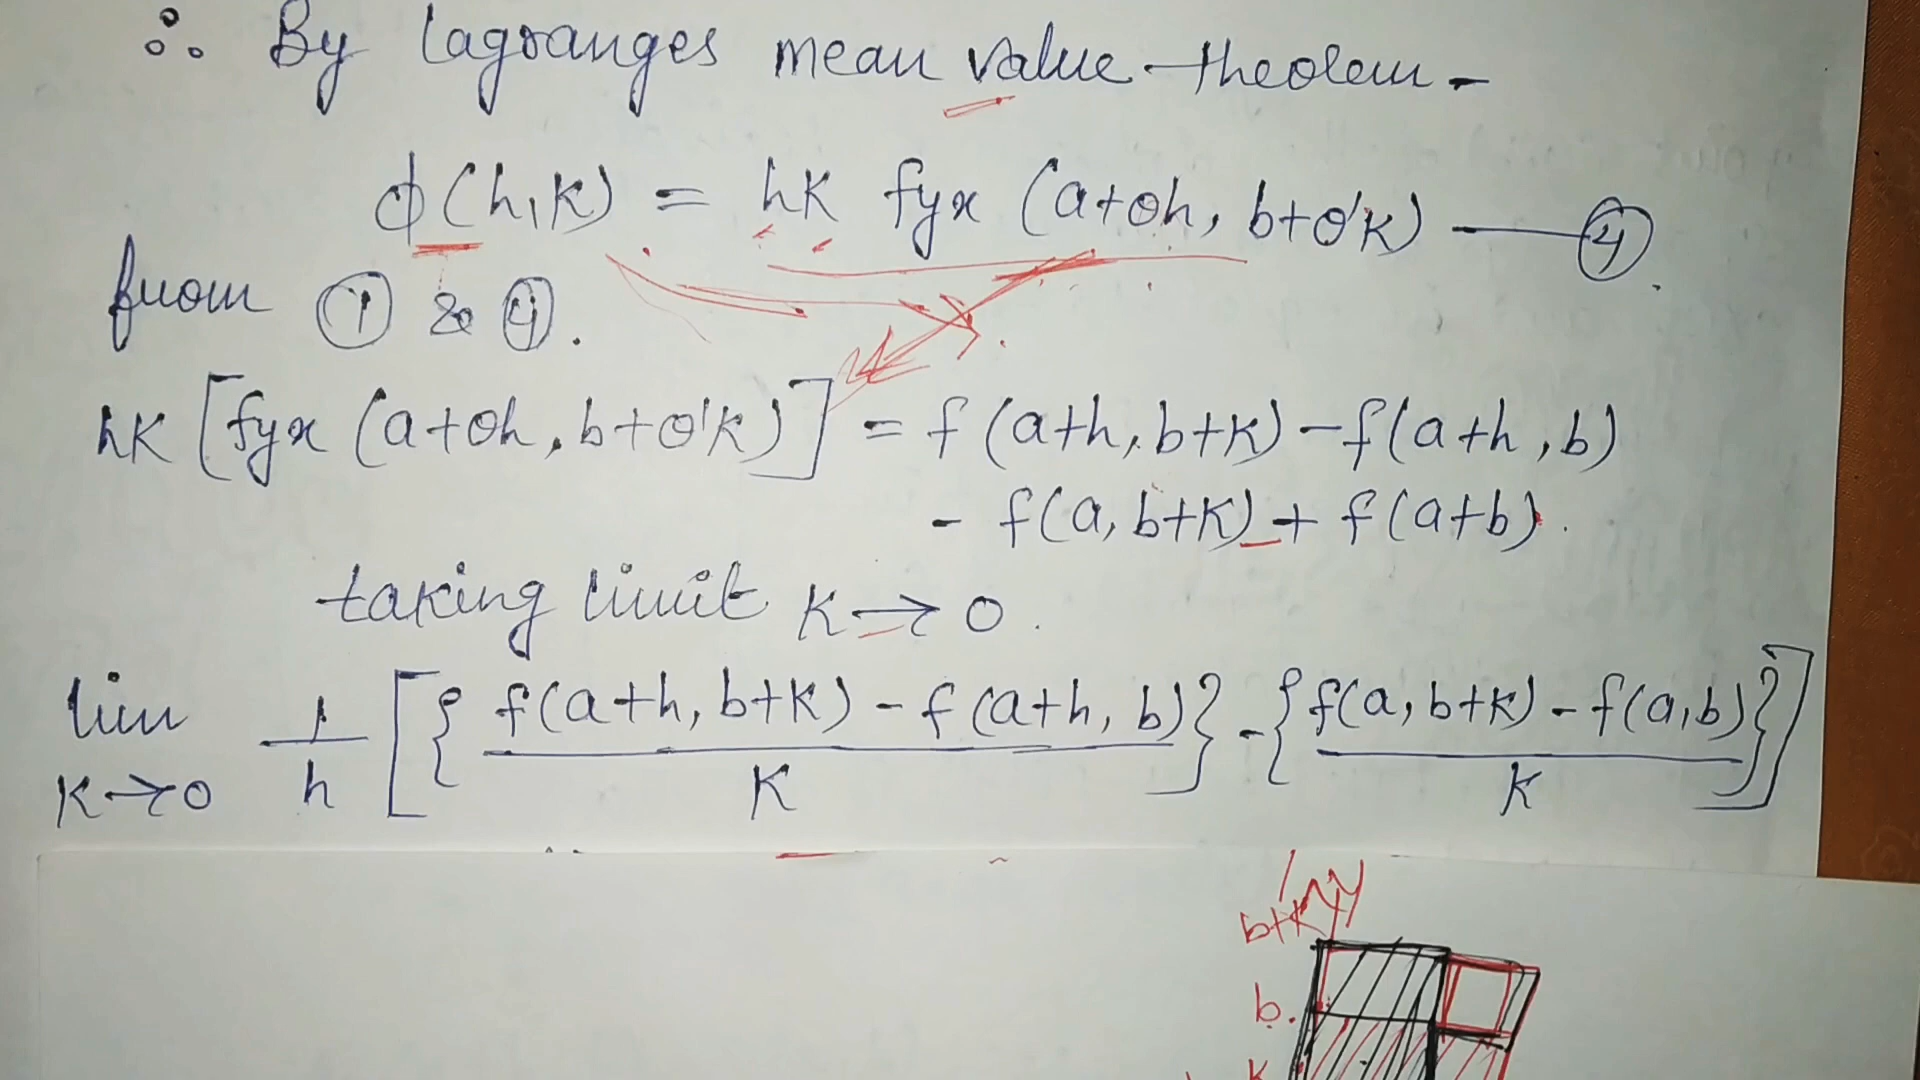 ∴ By lagranges mean value theorem-
ϕ(h,k) = hk fyx (a+θh, b+θ'k) — ④
from ① & ④.
hk [fyx (a+θh, b+θ'k)] = f(a+h, b+k) - f(a+h, b)
- f(a, b+k) + f(a+b).
taking limit k→0.
lim k→0 1/h [{f(a+h, b+k) - f(a+h, b)/k} - {f(a, b+k) - f(a,b)/k}]
b+k
b.
k